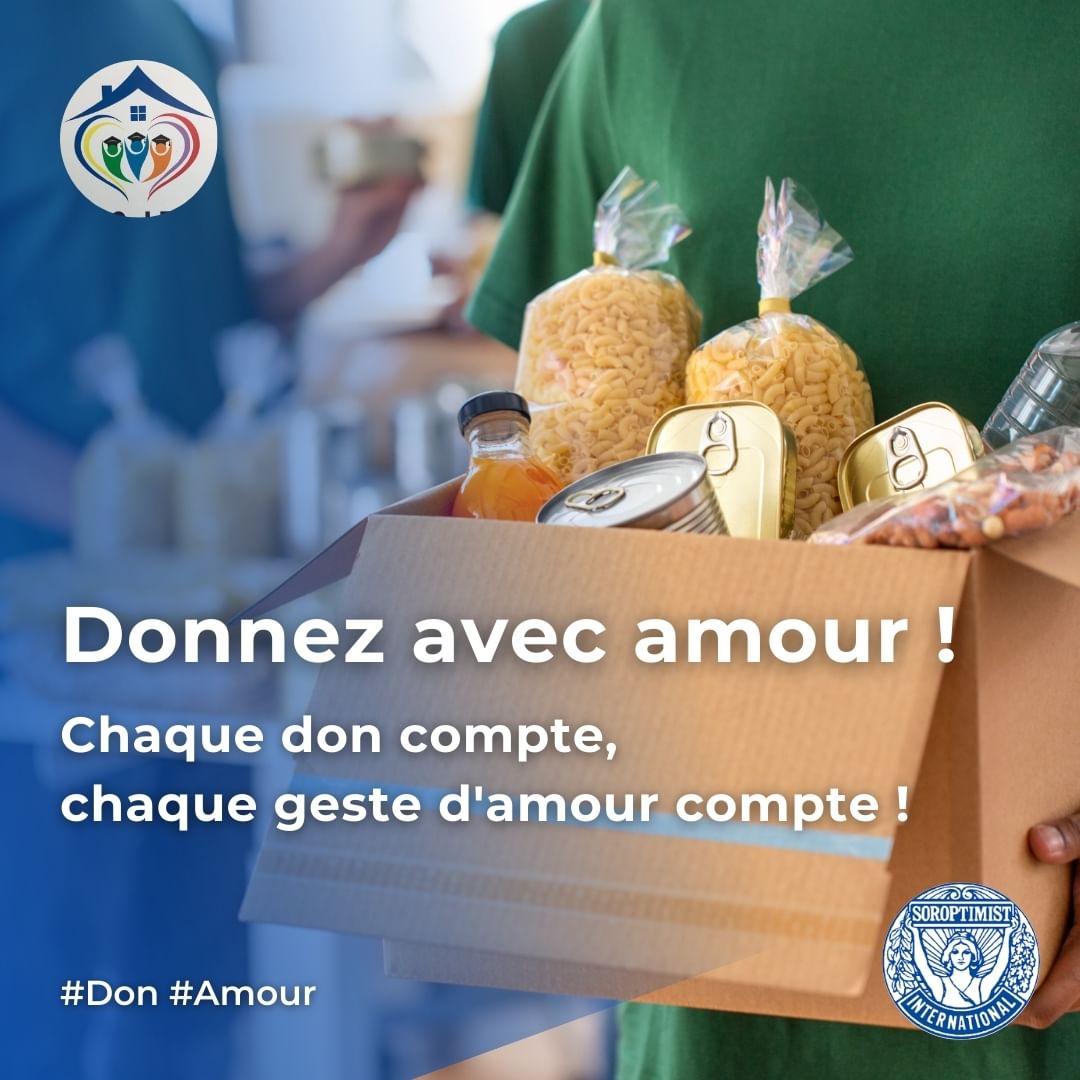 Donnez avec amour !
Chaque don compte,
chaque geste d'amour compte !
#Don #Amour
SOROPTIMIST
INTERNATIONAL